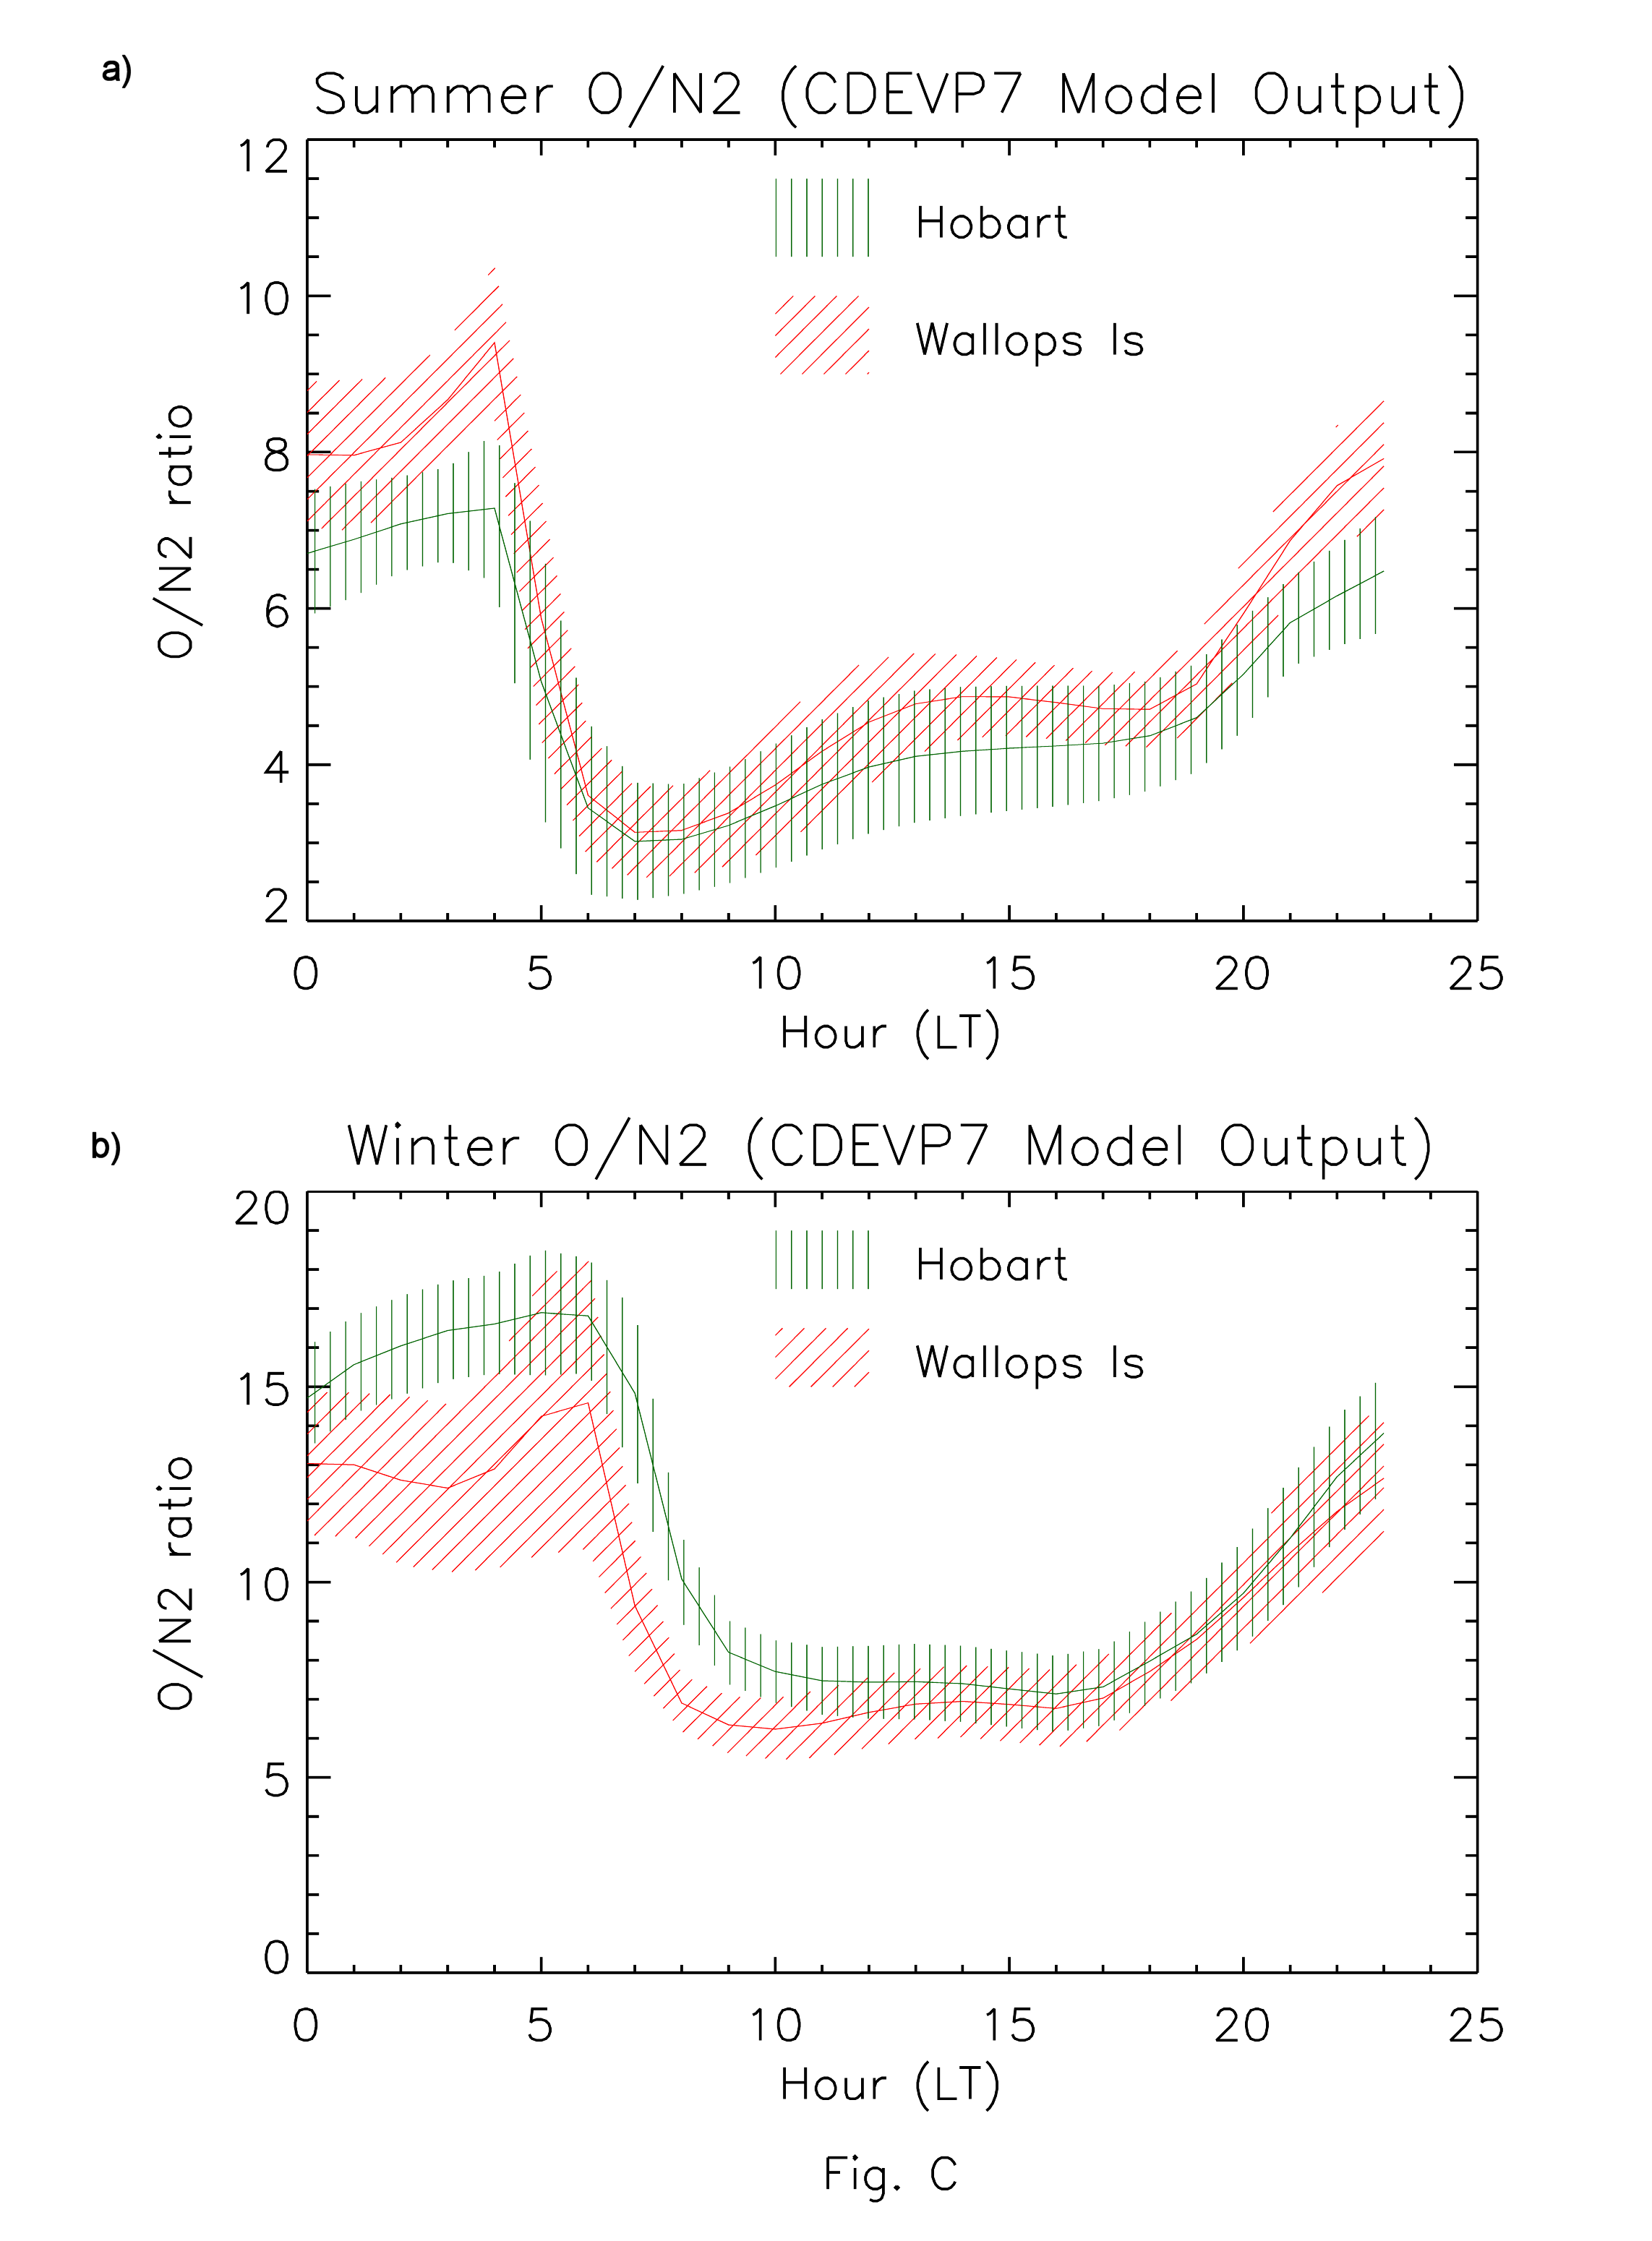 a)
Summer O/N2 (CDEVP7 Model Output)
12
10
8
6
4
2
O/N2 ratio
Hobart
Wallops Is
0 5 10 15 20 25
Hour (LT)
b)
Winter O/N2 (CDEVP7 Model Output)
20
15
10
5
0
O/N2 ratio
Hobart
Wallops Is
0 5 10 15 20 25
Hour (LT)
Fig. C